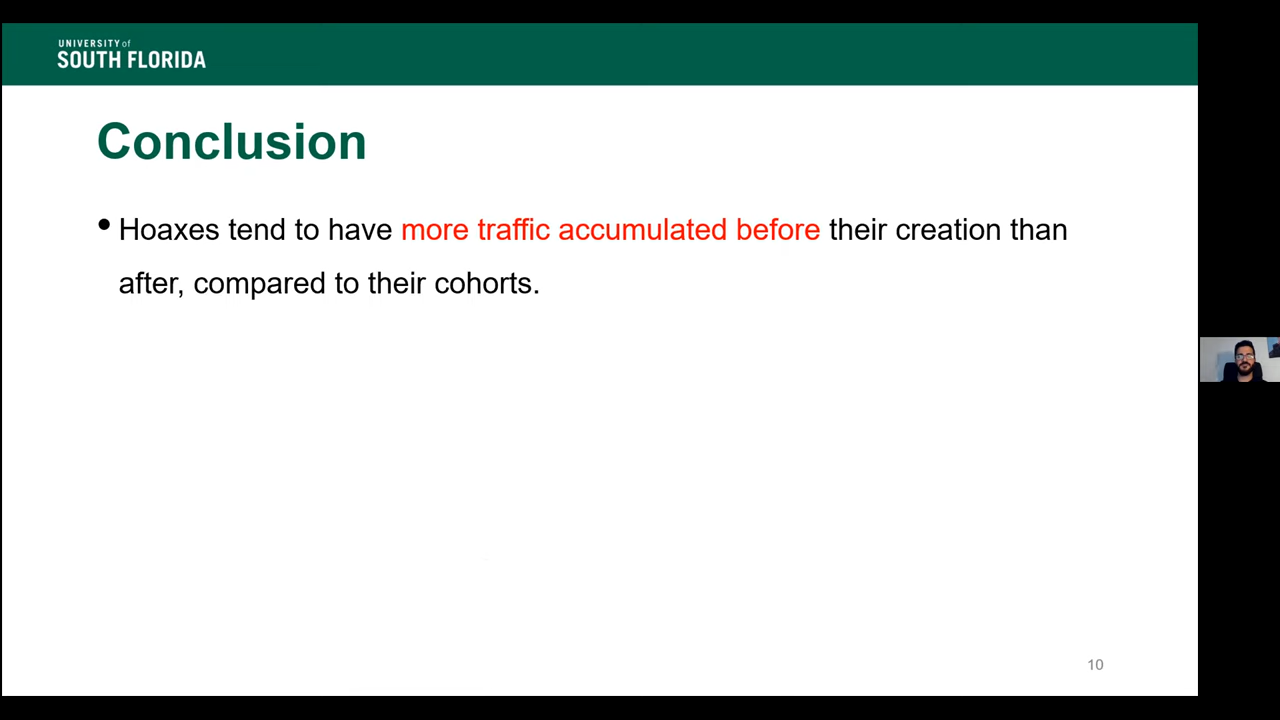 UNIVERSITY of
SOUTH FLORIDA
Conclusion
• Hoaxes tend to have more traffic accumulated before their creation than
after, compared to their cohorts.
10